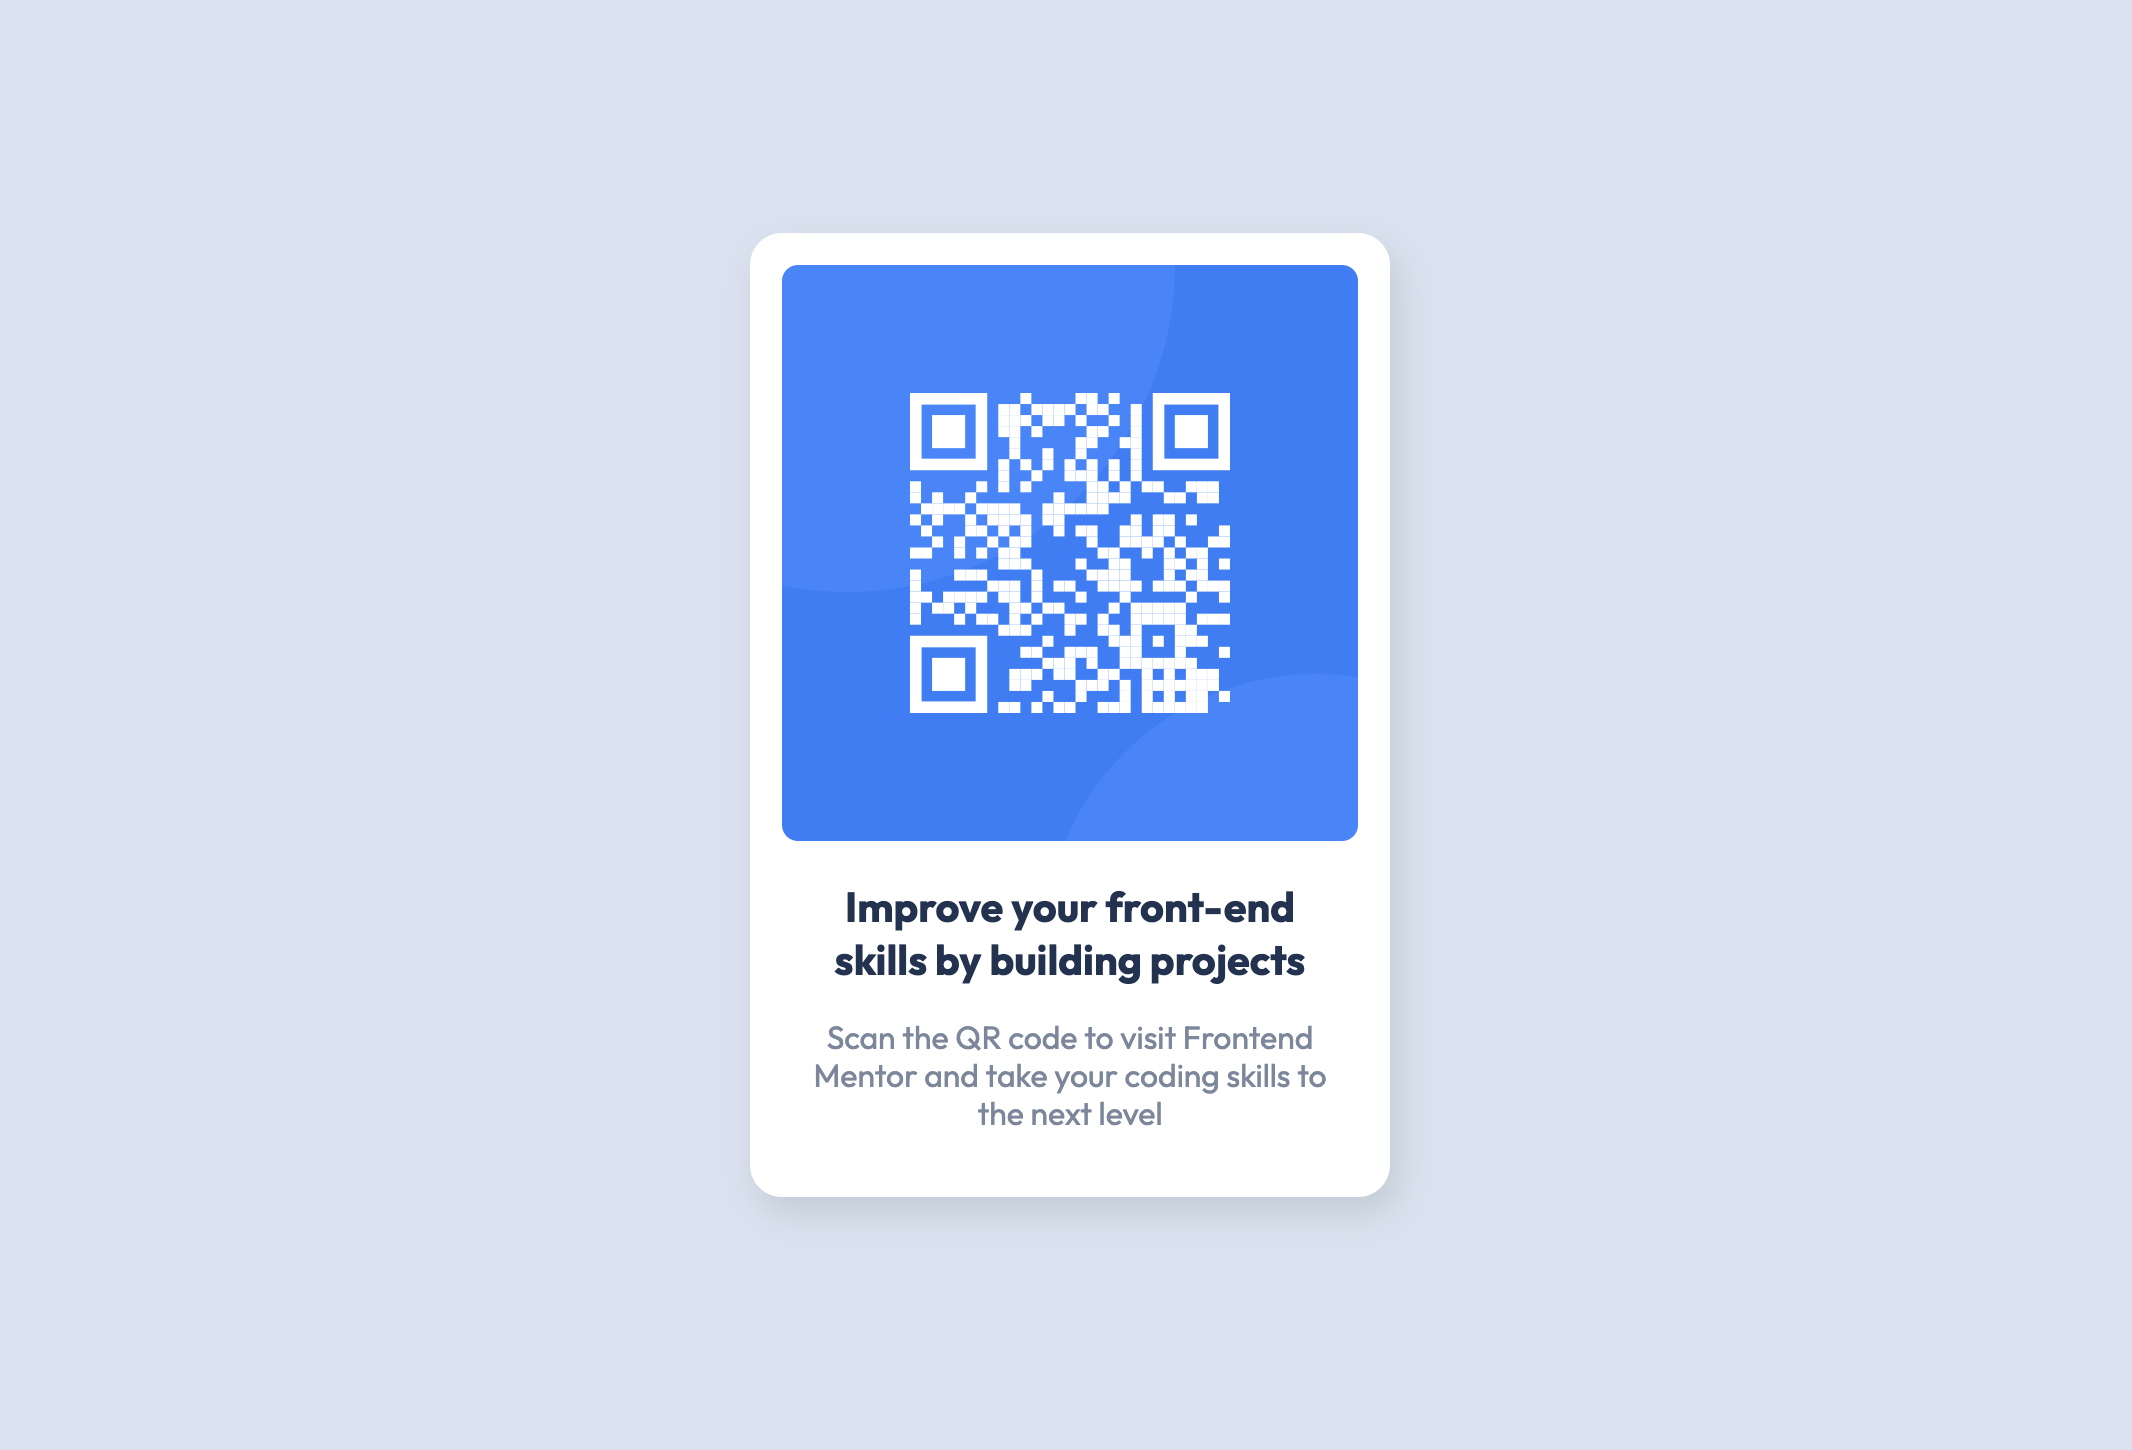 Improve your front-end
skills by building projects
Scan the QR code to visit Frontend
Mentor and take your coding skills to
the next level